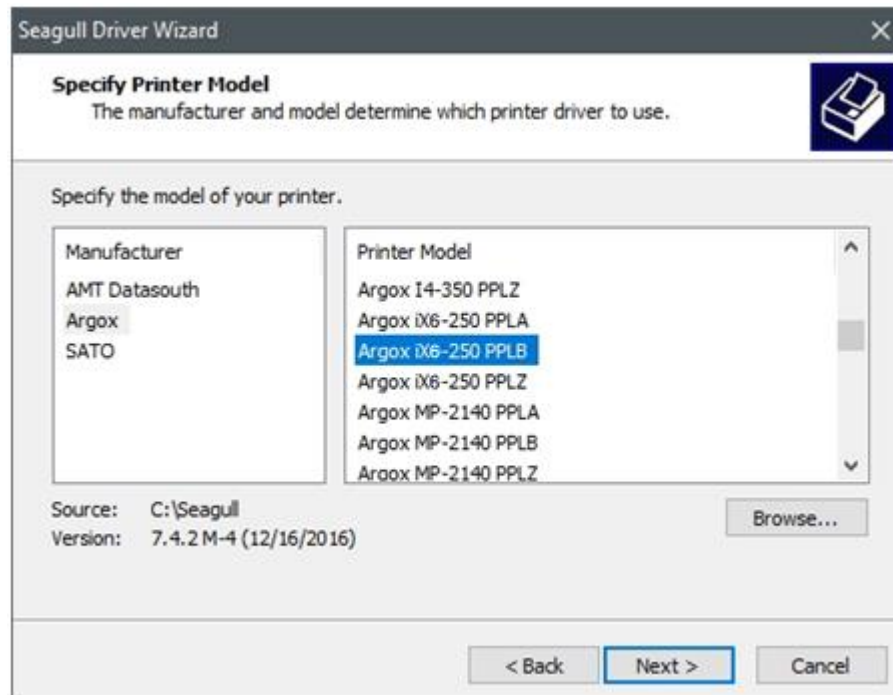 Seagull Driver Wizard
Specify Printer Model
The manufacturer and model determine which printer driver to use.
Specify the model of your printer.
Manufacturer
AMT Datasouth
Argox
SATO
Printer Model
Argox I4-350 PPLZ
Argox iX6-250 PPLA
Argox iX6-250 PPLB
Argox iX6-250 PPLZ
Argox MP-2140 PPLA
Argox MP-2140 PPLB
Argox MP-2140 PPLZ
Source: C:\Seagull
Version: 7.4.2 M-4 (12/16/2016)
Browse...
< Back
Next >
Cancel